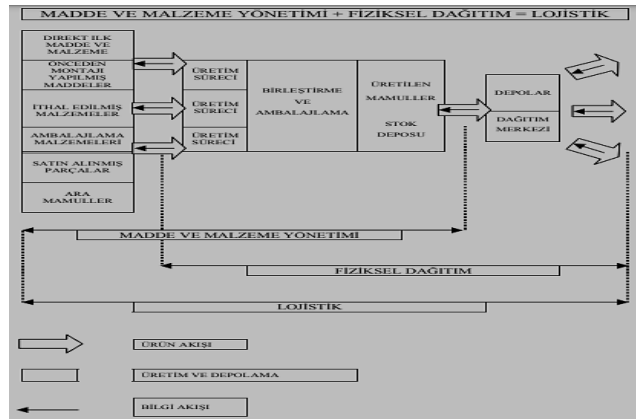 MADDE VE MALZEME YÖNETİMİ + FİZİKSEL DAĞITIM = LOJİSTİK
DIREKT ILK
MADDE VE
MALZEME
ÖNCEDEN
MONTAJI
YAPILMIŞ
MADDELER
İTHAL EDİLMİŞ
MALZEMELER
AMBALAJLAMA
MALZEMELERİ
SATIN ALINMIŞ
PARÇALAR
ARA
MAMULLER
ÜRETİM
SÜRECİ
ÜRETİM
SÜRECİ
ÜRETİM
SÜRECİ
BİRLEŞTİRME
VE
AMBALAJLAMA
ÜRETİLEN
MAMULLER
STOK
DEPOSU
DEPOLAR
DAĞITIM
MERKEZİ
MADDE VE MALZEME YÖNETİMİ
FİZİKSEL DAĞITIM
LOJİSTİK
ÜRÜN AKIŞI
ÜRETİM VE DEPOLAMA
BİLGİ AKIŞI